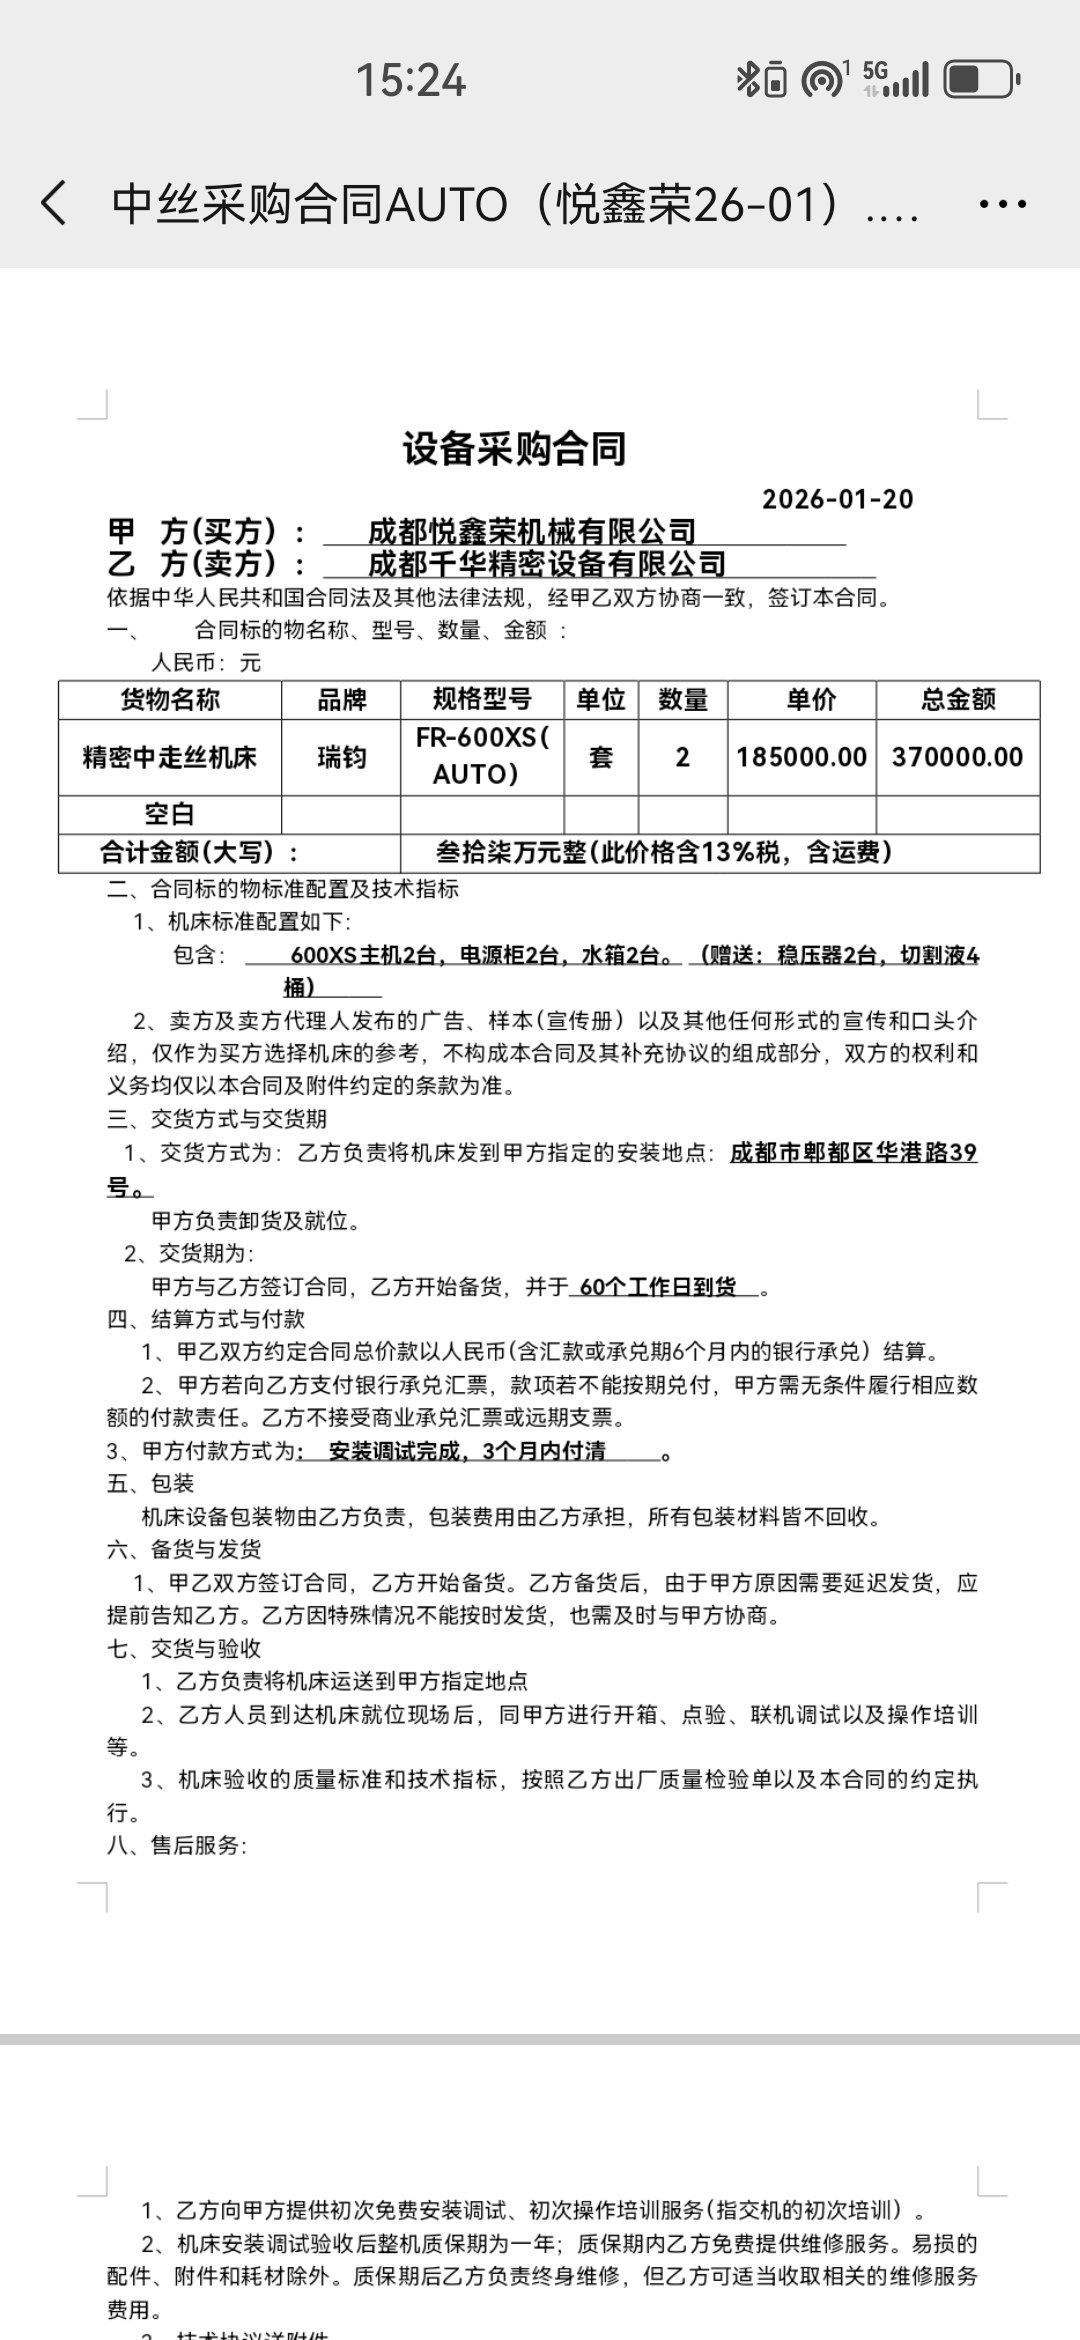 15:24
1 5G
中丝采购合同AUTO（悦鑫荣26-01）....
设备采购合同
2026-01-20
甲 方(买方）： 成都悦鑫荣机械有限公司
乙 方(卖方）： 成都千华精密设备有限公司
依据中华人民共和国合同法及其他法律法规，经甲乙双方协商一致，签订本合同。
一、 合同标的物名称、型号、数量、金额 ：
人民币：元
货物名称 品牌 规格型号 单位 数量 单价 总金额
精密中走丝机床 瑞钧 FR-600XS( AUTO） 套 2 185000.00 370000.00
空白
合计金额(大写）： 叁拾柒万元整(此价格含13%税，含运费）
二、合同标的物标准配置及技术指标
1、机床标准配置如下：
包含： 600XS主机2台，电源柜2台，水箱2台。 （赠送：稳压器2台，切割液4
桶）
2、卖方及卖方代理人发布的广告、样本(宣传册）以及其他任何形式的宣传和口头介
绍，仅作为买方选择机床的参考，不构成本合同及其补充协议的组成部分，双方的权利和
义务均仅以本合同及附件约定的条款为准。
三、交货方式与交货期
1、交货方式为：乙方负责将机床发到甲方指定的安装地点：成都市郫都区华港路39
号。
甲方负责卸货及就位。
2、交货期为：
甲方与乙方签订合同，乙方开始备货，并于 60个工作日到货 。
四、结算方式与付款
1、甲乙双方约定合同总价款以人民币(含汇款或承兑期6个月内的银行承兑）结算。
2、甲方若向乙方支付银行承兑汇票，款项若不能按期兑付，甲方需无条件履行相应数
额的付款责任。乙方不接受商业承兑汇票或远期支票。
3、甲方付款方式为： 安装调试完成，3个月内付清 。
五、包装
机床设备包装物由乙方负责，包装费用由乙方承担，所有包装材料皆不回收。
六、备货与发货
1、甲乙双方签订合同，乙方开始备货。乙方备货后，由于甲方原因需要延迟发货，应
提前告知乙方。乙方因特殊情况不能按时发货，也需及时与甲方协商。
七、交货与验收
1、乙方负责将机床运送到甲方指定地点
2、乙方人员到达机床就位现场后，同甲方进行开箱、点验、联机调试以及操作培训
等。
3、机床验收的质量标准和技术指标，按照乙方出厂质量检验单以及本合同的约定执
行。
八、售后服务：
1、乙方向甲方提供初次免费安装调试、初次操作培训服务(指交机的初次培训）。
2、机床安装调试验收后整机质保期为一年；质保期内乙方免费提供维修服务。易损的
配件、附件和耗材除外。质保期后乙方负责终身维修，但乙方可适当收取相关的维修服务
费用。